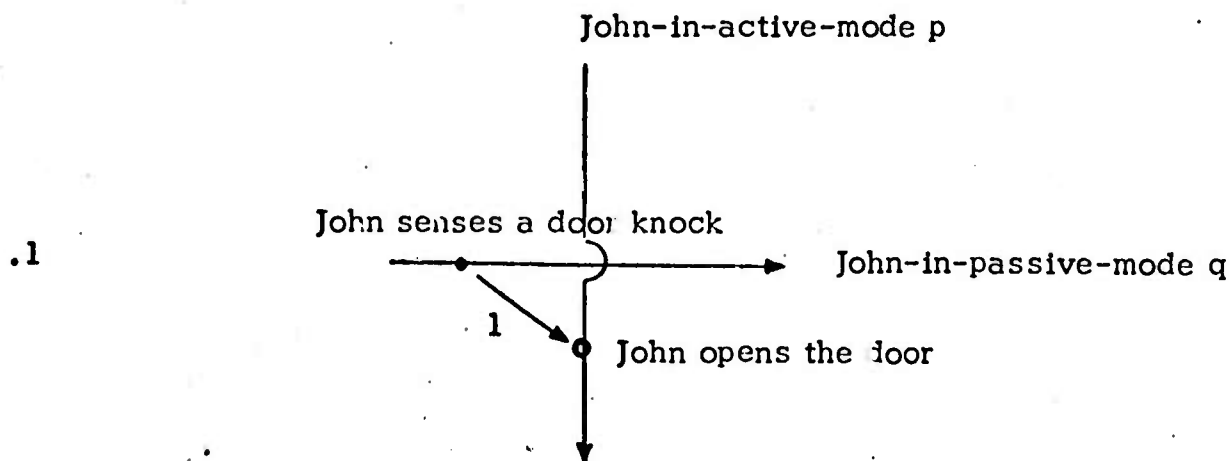 John-in-active-mode p
John senses a door knock
.1
John-in-passive-mode q
1
John opens the door